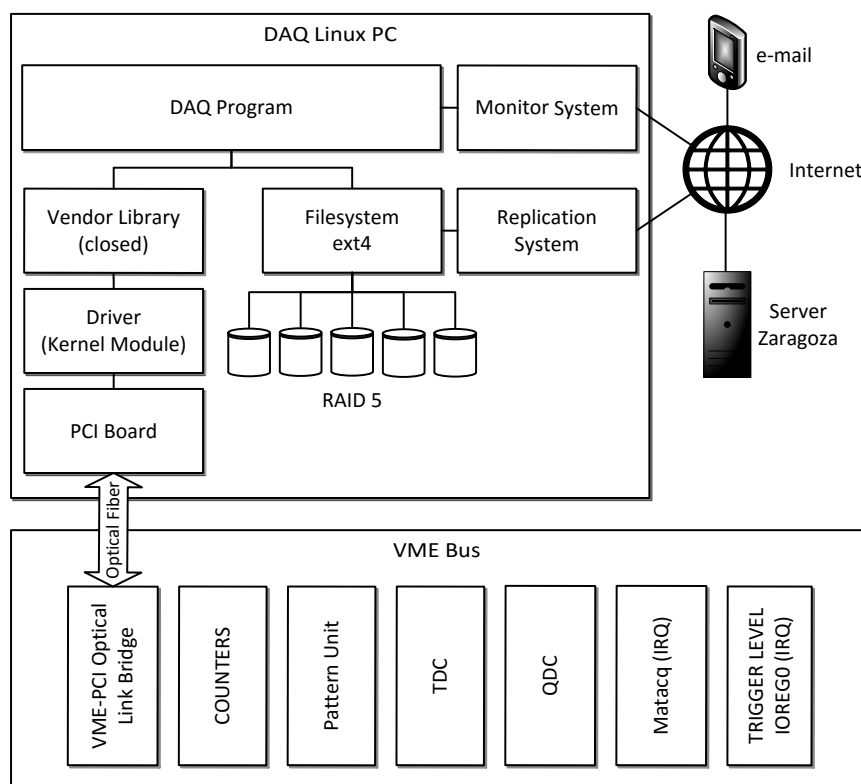 DAQ Linux PC
DAQ Program
Monitor System
e-mail
Internet
Vendor Library
(closed)
Filesystem
ext4
Replication
System
Driver
(Kernel Module)
RAID 5
Server
Zaragoza
PCI Board
Optical Fiber
VME Bus
VME-PCI Optical
Link Bridge
COUNTERS
Pattern Unit
TDC
QDC
Matacq (IRQ)
TRIGGER LEVEL
IOREG0 (IRQ)